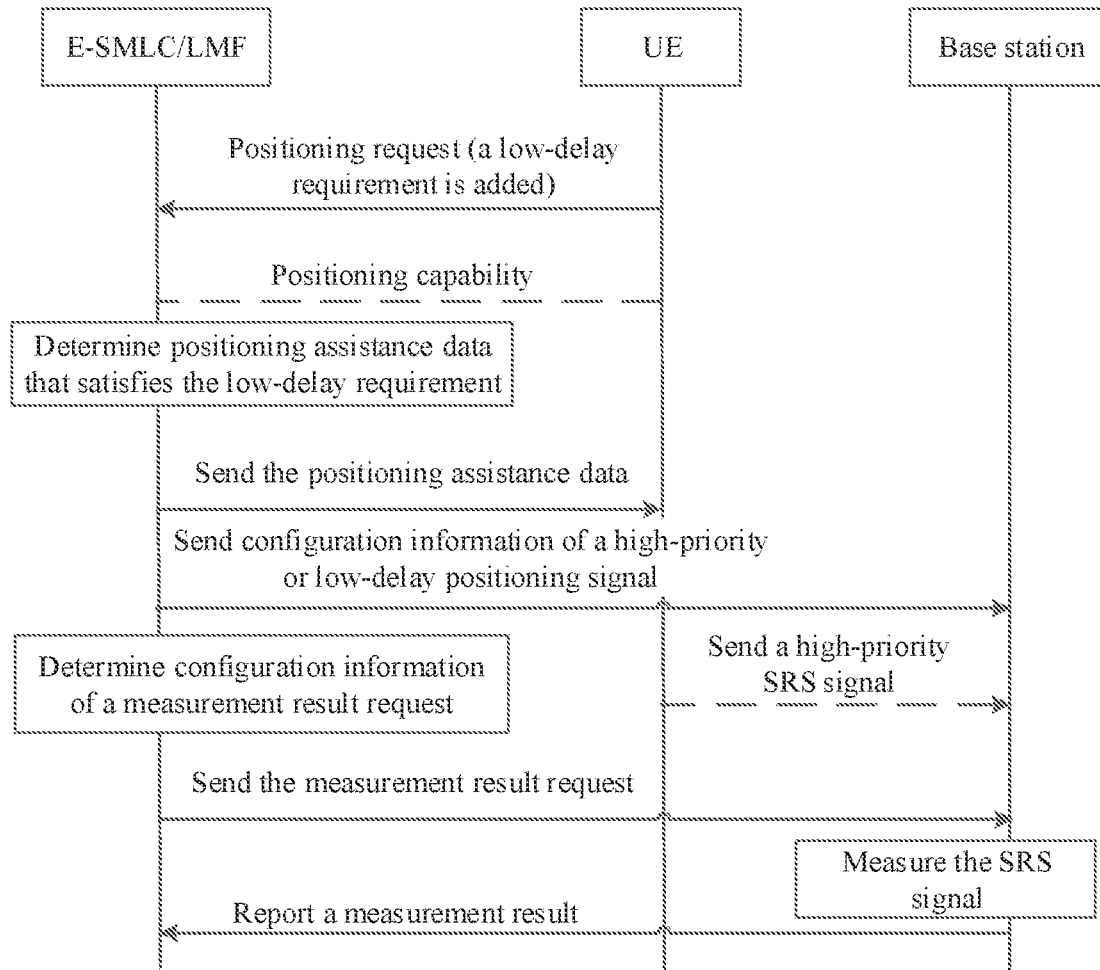 E-SMLC/LMF
UE
Base station
Positioning request (a low-delay
requirement is added)
Positioning capability
Determine positioning assistance data
that satisfies the low-delay requirement
Send the positioning assistance data
Send configuration information of a high-priority
or low-delay positioning signal
Send a high-priority
SRS signal
Determine configuration information
of a measurement result request
Send the measurement result request
Measure the SRS
signal
Report a measurement result